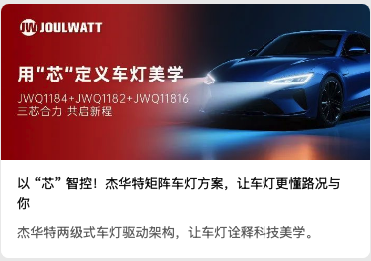 JW JOULWATT
用"芯"定义车灯美学
JWQ1184+JWQ1182+JWQ11816
三芯合力 共启新程
以“芯”智控！杰华特矩阵车灯方案，让车灯更懂路况与
你
杰华特两级式车灯驱动架构，让车灯诠释科技美学。